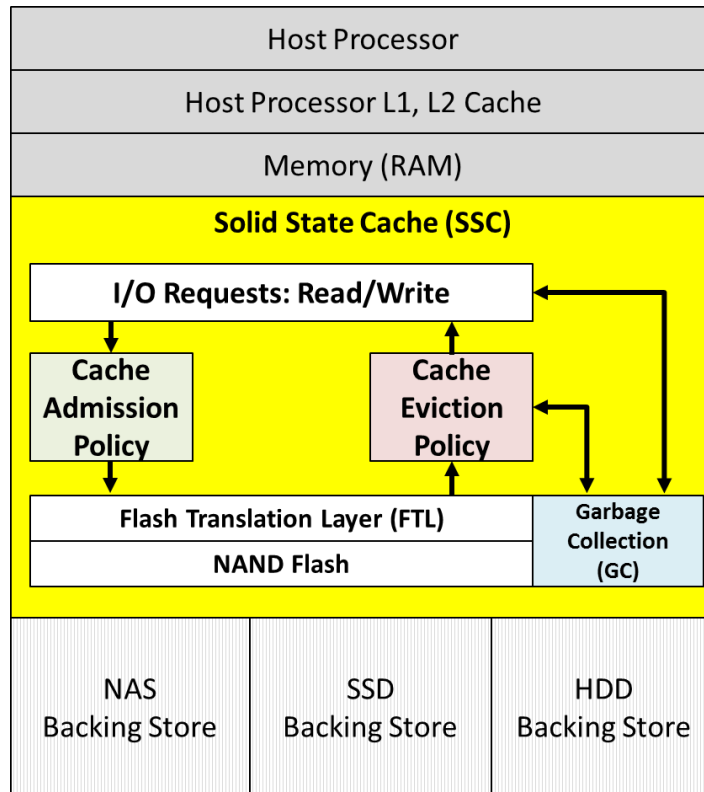 Host Processor
Host Processor L1, L2 Cache
Memory (RAM)
Solid State Cache (SSC)
I/O Requests: Read/Write
Cache
Admission
Policy
Cache
Eviction
Policy
Flash Translation Layer (FTL)
NAND Flash
Garbage
Collection
(GC)
NAS
Backing Store
SSD
Backing Store
HDD
Backing Store